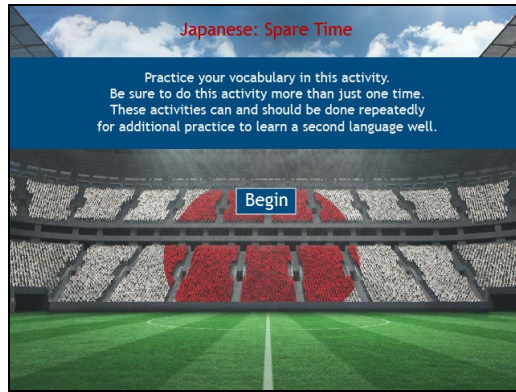 Japanese: Spare Time
Practice your vocabulary in this activity.
Be sure to do this activity more than just one time.
These activities can and should be done repeatedly
for additional practice to learn a second language well.
Begin